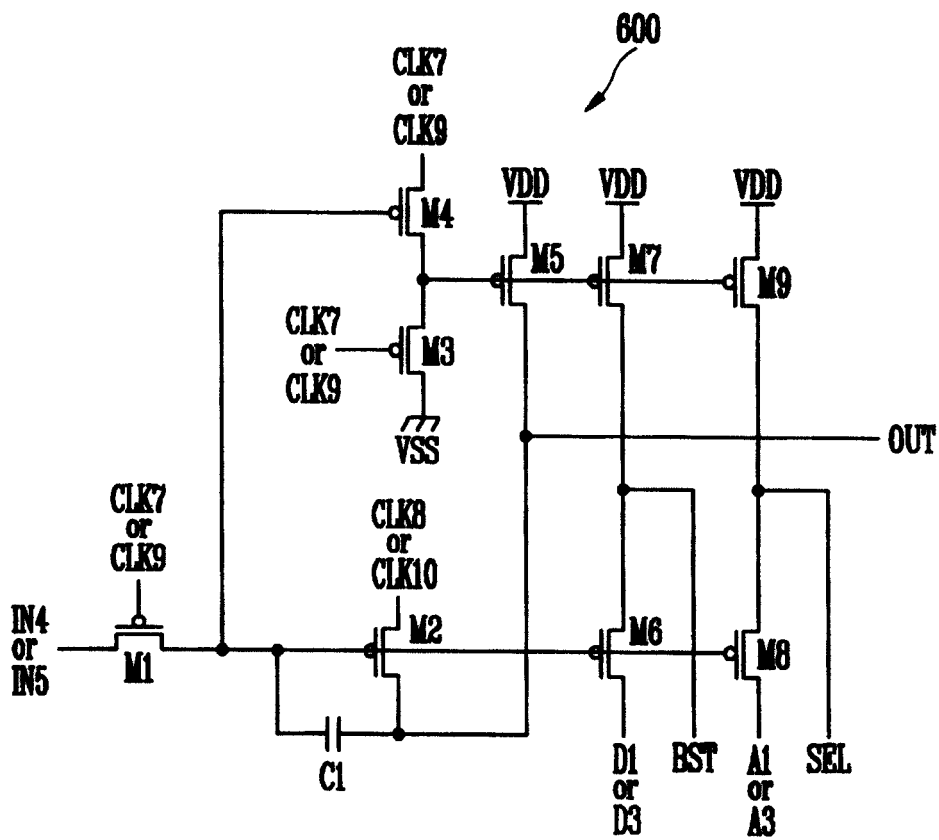 600
CLK7
or
CLK9
VDD
VDD
VDD
M4
M5
M7
M9
CLK7
or
CLK9
M3
VSS
OUT
CLK7
or
CLK9
CLK8
or
CLK10
IN4
or
IN5
M1
M2
M6
M8
C1
D1
or
D3
BST
A1
or
A3
SEL